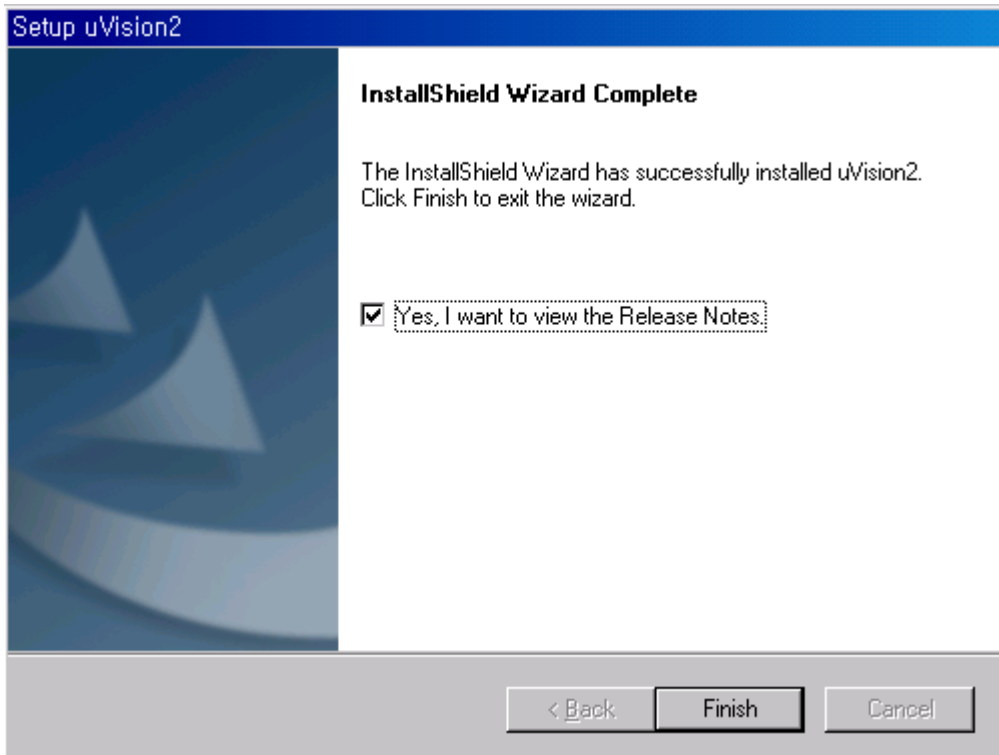 Setup uVision2
InstallShield Wizard Complete
The InstallShield Wizard has successfully installed uVision2.
Click Finish to exit the wizard.
Yes, I want to view the Release Notes.
< Back
Finish
Cancel